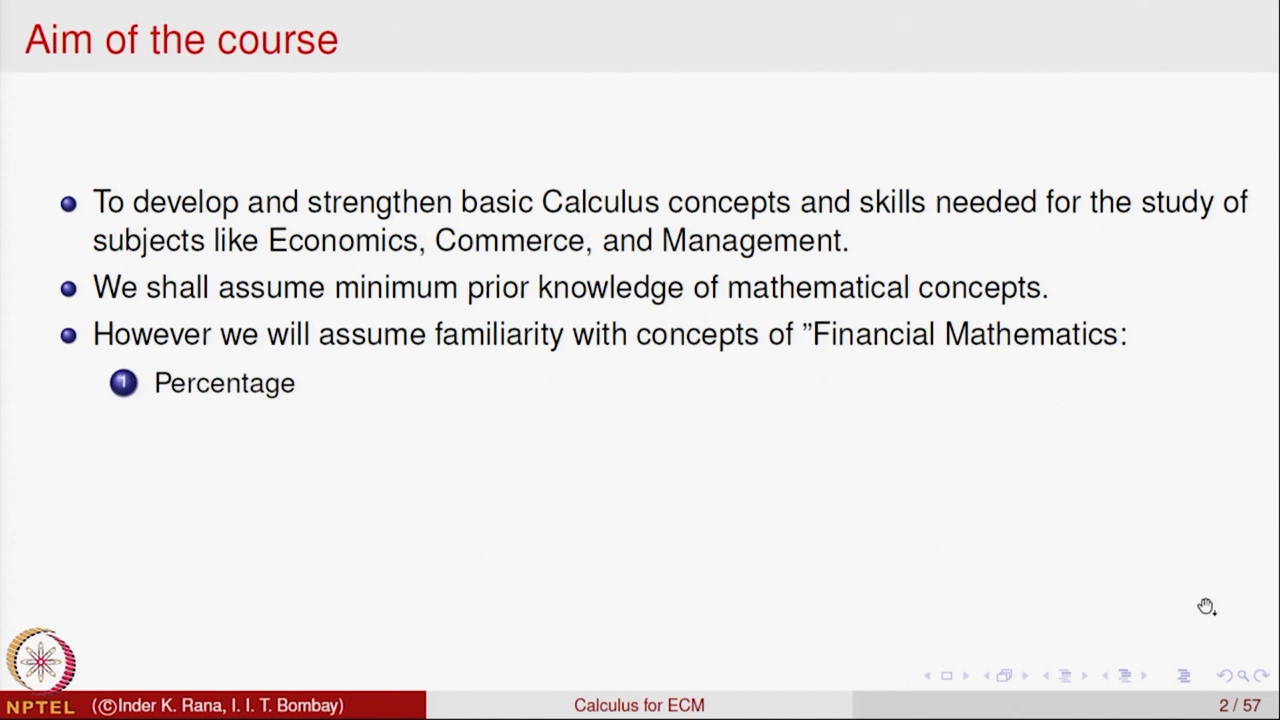 Aim of the course
To develop and strengthen basic Calculus concepts and skills needed for the study of
subjects like Economics, Commerce, and Management.
We shall assume minimum prior knowledge of mathematical concepts.
However we will assume familiarity with concepts of ”Financial Mathematics:
1 Percentage
NPTEL
(©Inder K. Rana, I. I. T. Bombay)
Calculus for ECM
2 / 57